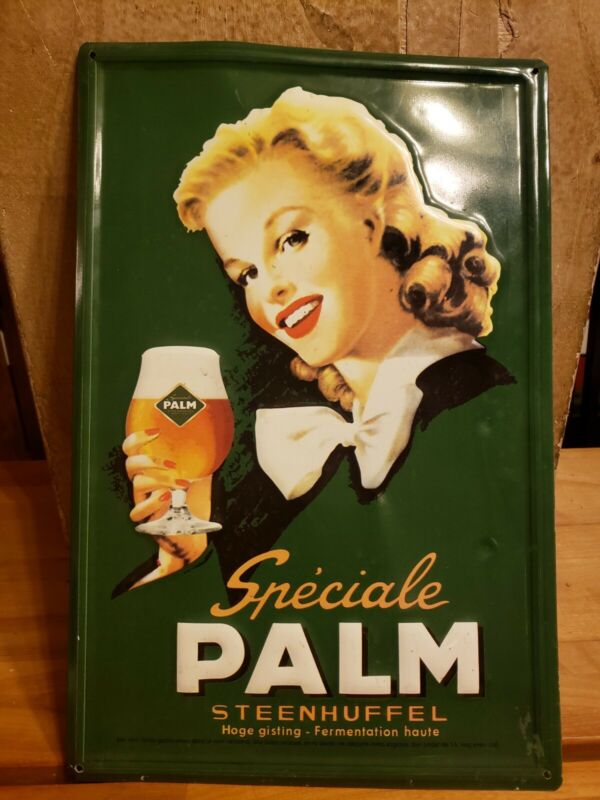 PALM
Spéciale
PALM
STEENHUFFEL
Hoge gisting - Fermentation haute